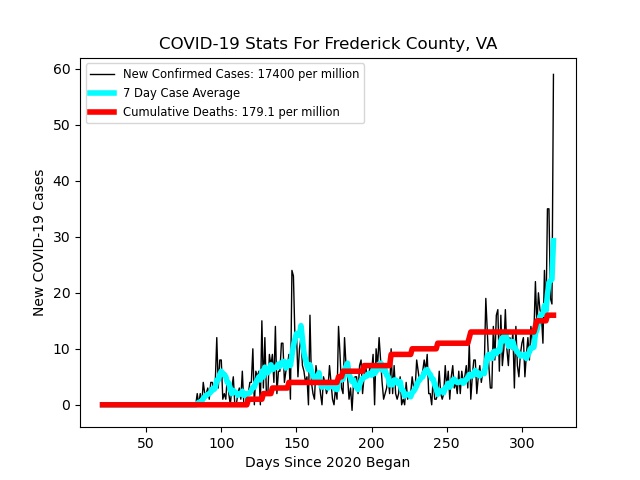 COVID-19 Stats For Frederick County, VA
New Confirmed Cases: 17400 per million
7 Day Case Average
Cumulative Deaths: 179.1 per million
New COVID-19 Cases
60
50
40
30
20
10
0
50 100 150 200 250 300
Days Since 2020 Began